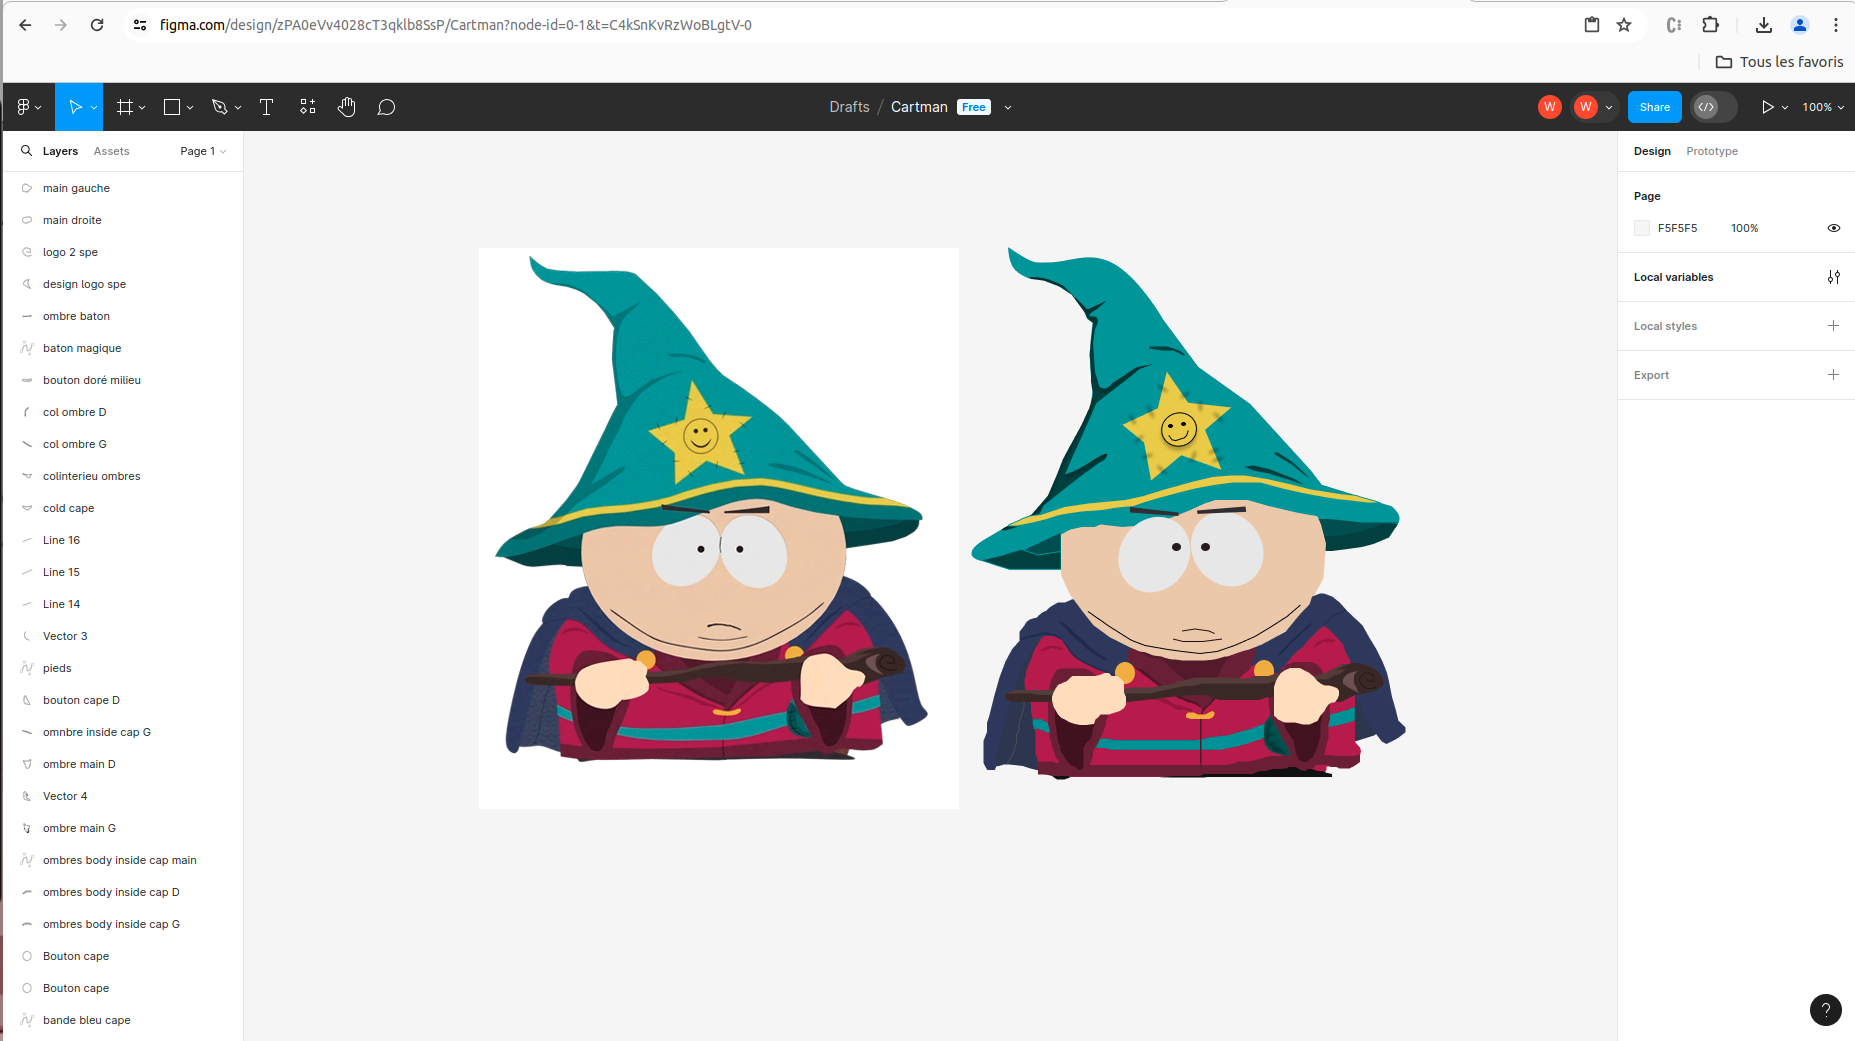 figma.com/design/zPA0eVv4028cT3qklb8SsP/Cartman?node-id=0-1&t=C4kSnKvRzWoBLgtV-0
Tous les favoris
Drafts / Cartman Free
W W Share 100%
Layers Assets Page 1
main gauche
main droite
logo 2 spe
design logo spe
ombre baton
baton magique
bouton doré milieu
col ombre D
col ombre G
colinterieu ombres
cold cape
Line 16
Line 15
Line 14
Vector 3
pieds
bouton cape D
omnbre inside cap G
ombre main D
Vector 4
ombre main G
ombres body inside cap main
ombres body inside cap D
ombres body inside cap G
Bouton cape
Bouton cape
bande bleu cape
Design Prototype
Page
F5F5F5 100%
Local variables
Local styles
Export
?